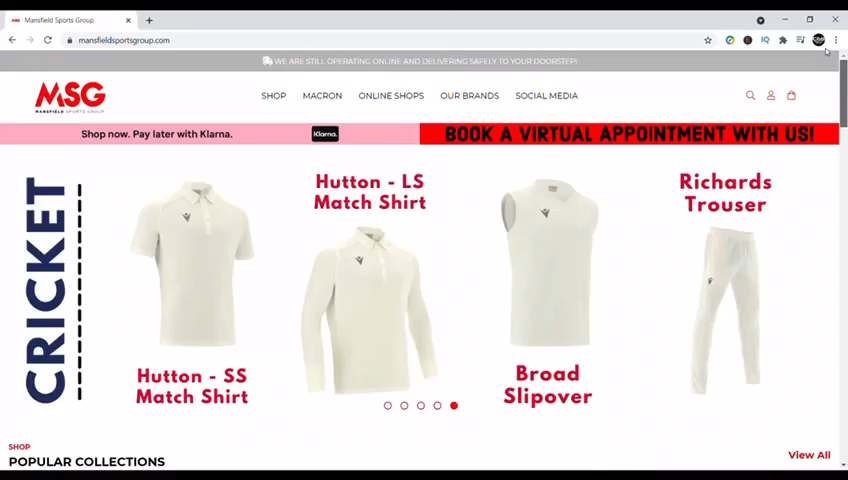 Mansfield Sports Group
mansfieldsportsgroup.com
WE ARE STILL OPERATING ONLINE AND DELIVERING SAFELY TO YOUR DOORSTEP!
MSG
MANSFIELD SPORTS GROUP
SHOP MACRON ONLINE SHOPS OUR BRANDS SOCIAL MEDIA
Shop now. Pay later with Klarna. Klarna. BOOK A VIRTUAL APPOINTMENT WITH US!
CRICKET
Hutton - SS
Match Shirt
Hutton - LS
Match Shirt
Broad
Slipover
Richards
Trouser
SHOP
POPULAR COLLECTIONS
View All